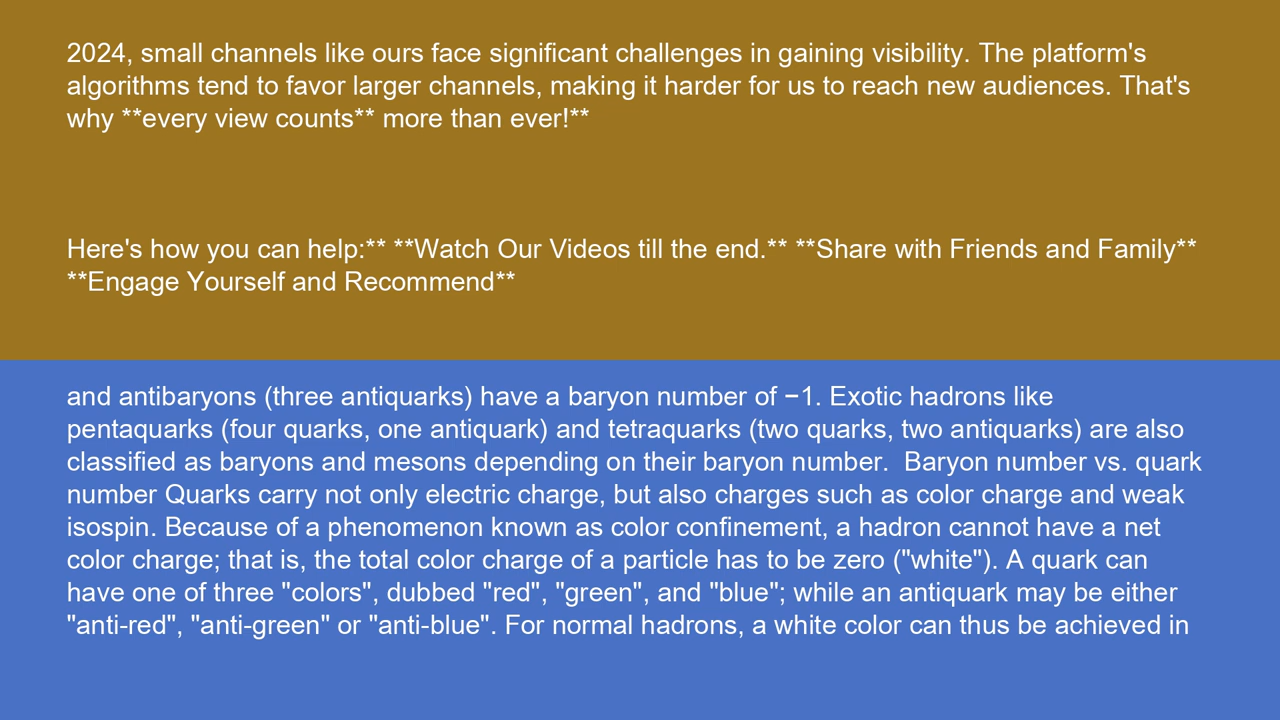 2024, small channels like ours face significant challenges in gaining visibility. The platform's
algorithms tend to favor larger channels, making it harder for us to reach new audiences. That's
why **every view counts** more than ever!**
Here's how you can help:** **Watch Our Videos till the end.** **Share with Friends and Family**
**Engage Yourself and Recommend**
and antibaryons (three antiquarks) have a baryon number of −1. Exotic hadrons like
pentaquarks (four quarks, one antiquark) and tetraquarks (two quarks, two antiquarks) are also
classified as baryons and mesons depending on their baryon number.  Baryon number vs. quark
number Quarks carry not only electric charge, but also charges such as color charge and weak
isospin. Because of a phenomenon known as color confinement, a hadron cannot have a net
color charge; that is, the total color charge of a particle has to be zero ("white"). A quark can
have one of three "colors", dubbed "red", "green", and "blue"; while an antiquark may be either
"anti-red", "anti-green" or "anti-blue". For normal hadrons, a white color can thus be achieved in